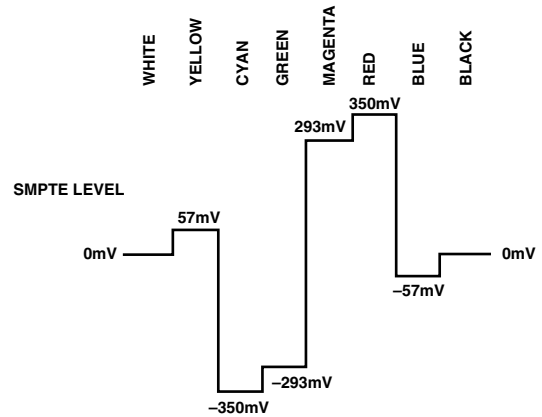 WHITE
YELLOW
CYAN
GREEN
MAGENTA
RED
BLUE
BLACK
350mV
293mV
SMPTE LEVEL
57mV
0mV
0mV
–57mV
–293mV
–350mV